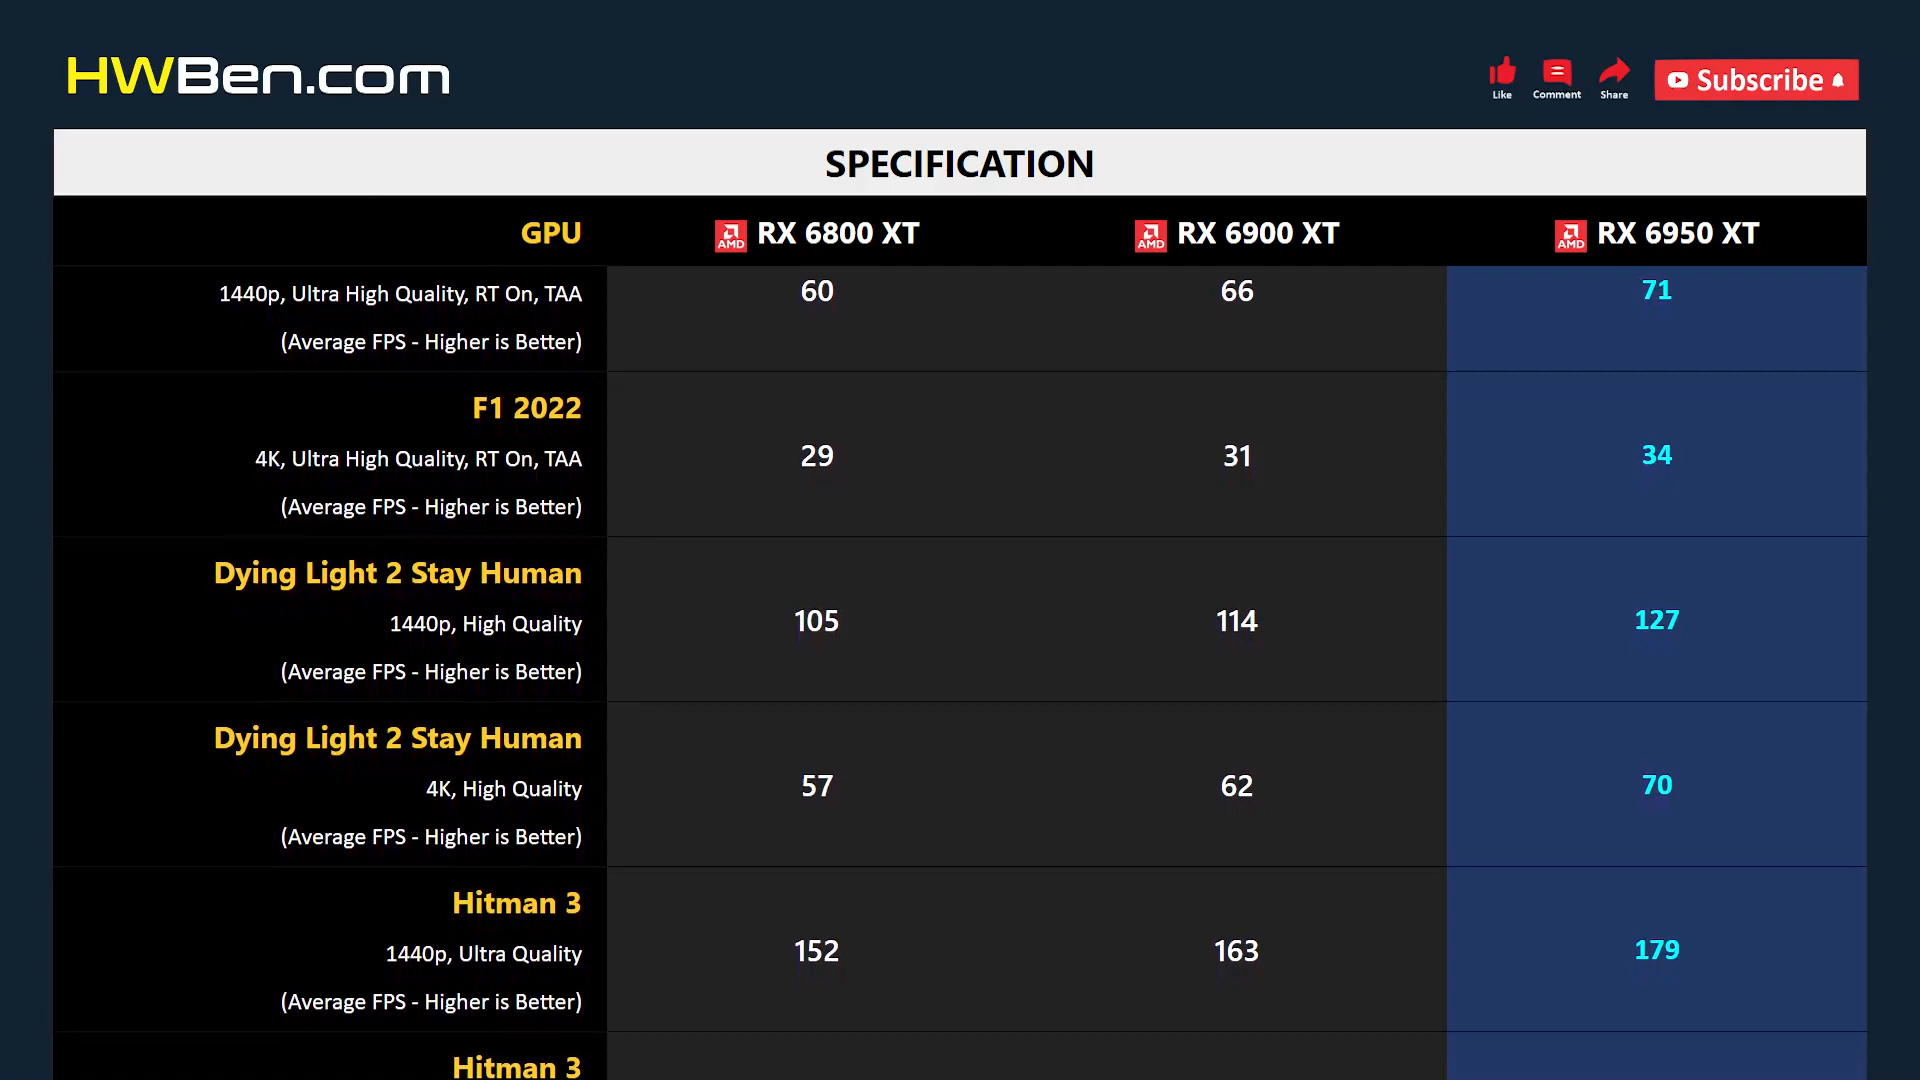 HWBen.com
Like Comment Share Subscribe
SPECIFICATION
GPU AMD RX 6800 XT AMD RX 6900 XT AMD RX 6950 XT
1440p, Ultra High Quality, RT On, TAA 60 66 71
(Average FPS - Higher is Better)
F1 2022
4K, Ultra High Quality, RT On, TAA 29 31 34
(Average FPS - Higher is Better)
Dying Light 2 Stay Human
1440p, High Quality 105 114 127
(Average FPS - Higher is Better)
Dying Light 2 Stay Human
4K, High Quality 57 62 70
(Average FPS - Higher is Better)
Hitman 3
1440p, Ultra Quality 152 163 179
(Average FPS - Higher is Better)
Hitman 3